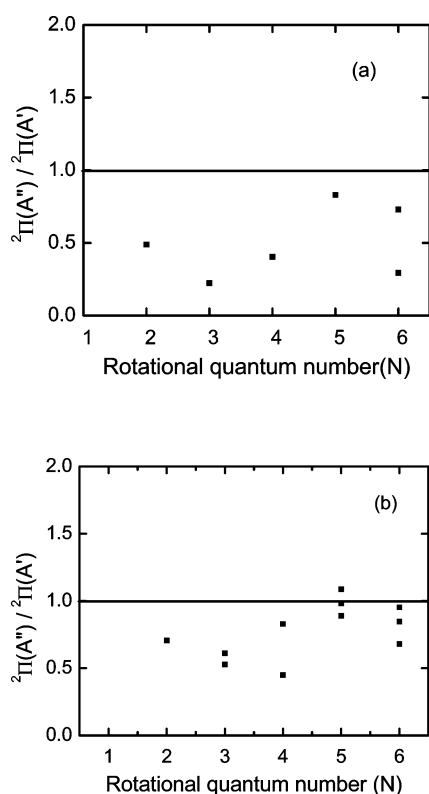 2.0
(a)
1.5
1.0
0.5
0.0
²Π(A'') / ²Π(A')
1 2 3 4 5 6
Rotational quantum number(N)
2.0
(b)
1.5
1.0
0.5
0.0
²Π(A'') / ²Π(A')
1 2 3 4 5 6
Rotational quantum number (N)